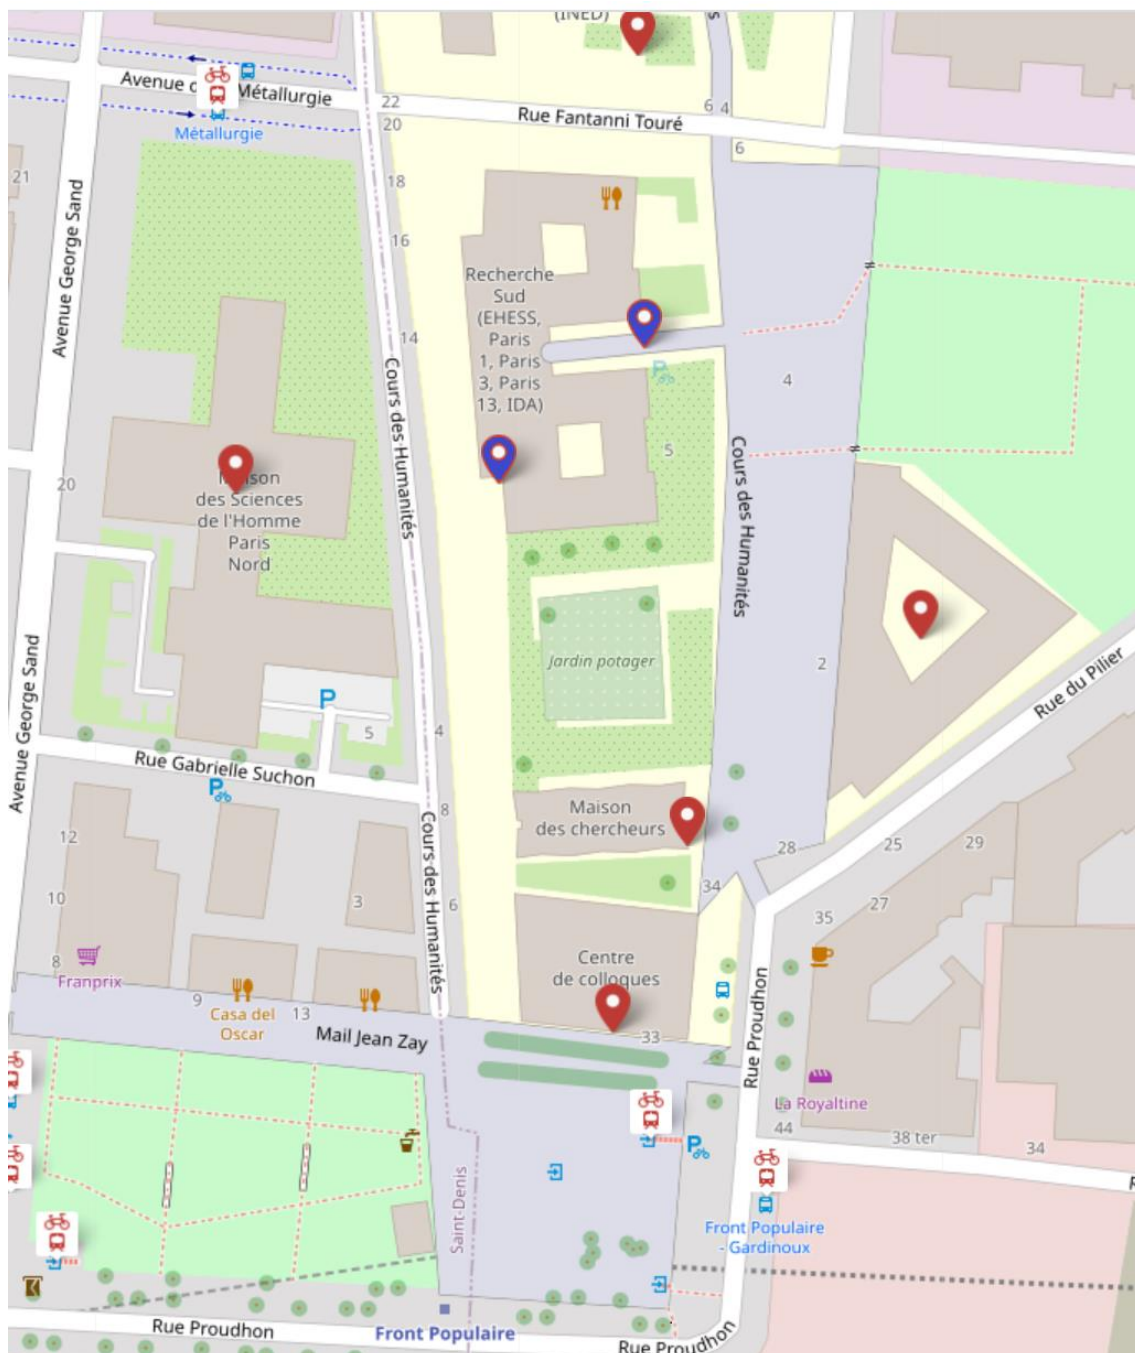 (INED)
s
Avenue d
Métallurgie
Métallurgie
22
20
Rue Fantanni Touré
6
4
6
21
18
16
14
Avenue George Sand
Recherche
Sud
(EHESS,
Paris
1, Paris
3, Paris
13, IDA)
P
4
Cours des Humanités
Cours des Humanités
5
20
Maison
des Sciences
de l'Homme
Paris
Nord
Jardin potager
2
Rue du Pilier
Avenue George Sand
P
5
4
Rue Gabrielle Suchon
P
8
Cours des Humanités
6
Maison
des chercheurs
12
10
8
3
28
25
29
27
34
35
Franprix
9
Casa del
Oscar
13
Centre
de colloques
33
Mail Jean Zay
Rue Proudhon
La Royaltine
44
38 ter
34
R
P
Saint-Denis
Front Populaire
- Gardinoux
Rue Proudhon
Front Populaire
Rue Proudhon